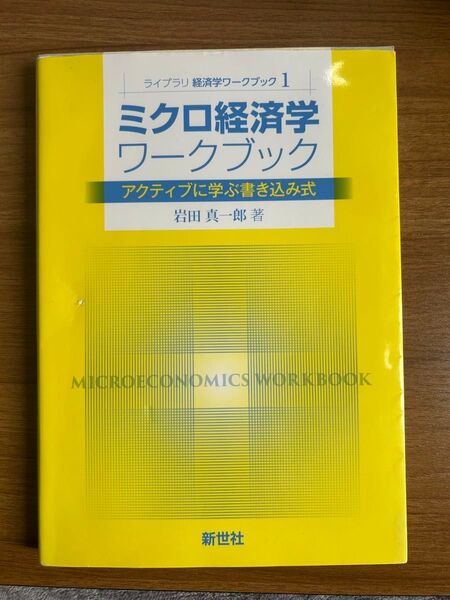 ライブラリ 経済学ワークブック 1
ミクロ経済学
ワークブック
アクティブに学ぶ書き込み式
岩田 真一郎 著
MICROECONOMICS WORKBOOK
新世社